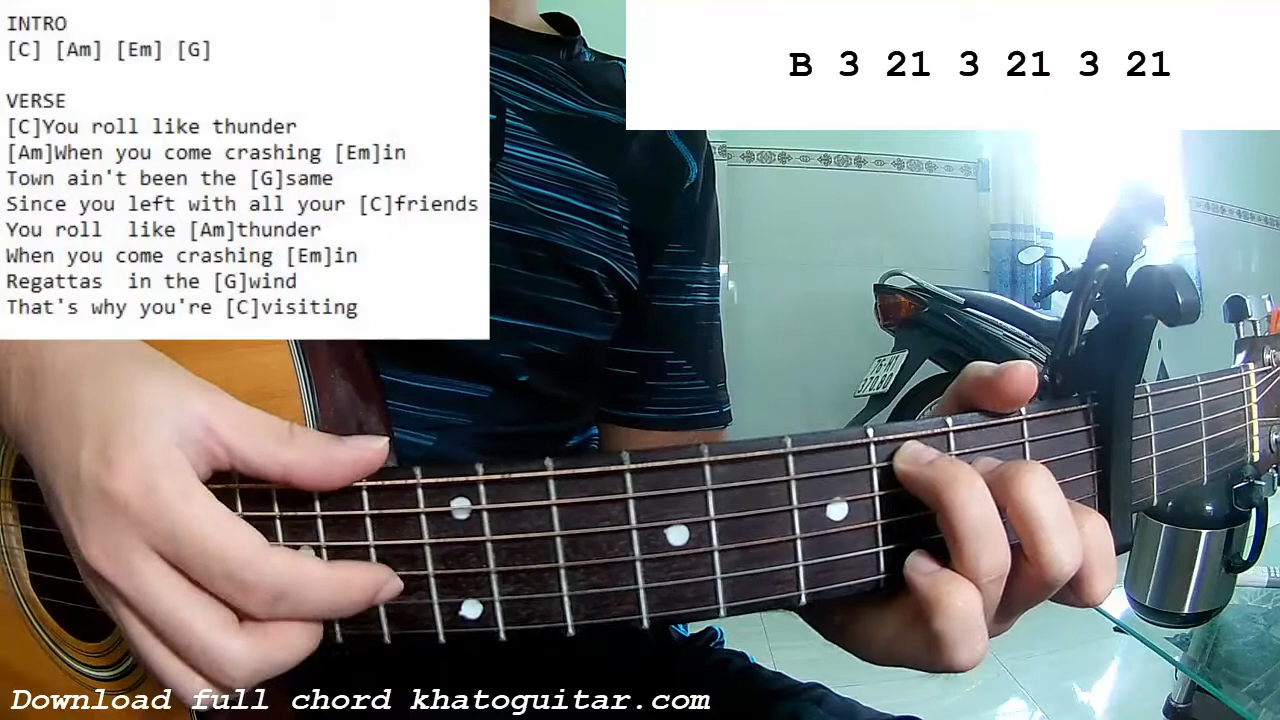 INTRO
[C] [Am] [Em] [G]
VERSE
[C]You roll like thunder
[Am]When you come crashing [Em]in
Town ain't been the [G]same
Since you left with all your [C]friends
You roll  like [Am]thunder
When you come crashing [Em]in
Regattas  in the [G]wind
That's why you're [C]visiting
B 3 21 3 21 3 21
Download full chord khatoguitar.com